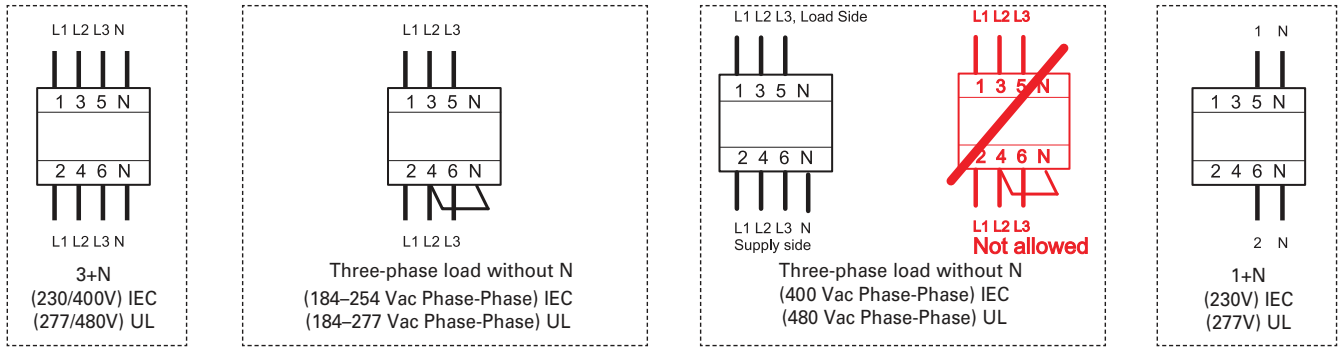 L1 L2 L3 N
1 3 5 N
2 4 6 N
L1 L2 L3 N
3+N
(230/400V) IEC
(277/480V) UL
L1 L2 L3
1 3 5 N
2 4 6 N
L1 L2 L3
Three-phase load without N
(184–254 Vac Phase-Phase) IEC
(184–277 Vac Phase-Phase) UL
L1 L2 L3, Load Side
1 3 5 N
2 4 6 N
L1 L2 L3 N
Supply side
L1 L2 L3
1 3 5 N
2 4 6 N
L1 L2 L3
Not allowed
Three-phase load without N
(400 Vac Phase-Phase) IEC
(480 Vac Phase-Phase) UL
1 N
1 3 5 N
2 4 6 N
2 N
1+N
(230V) IEC
(277V) UL